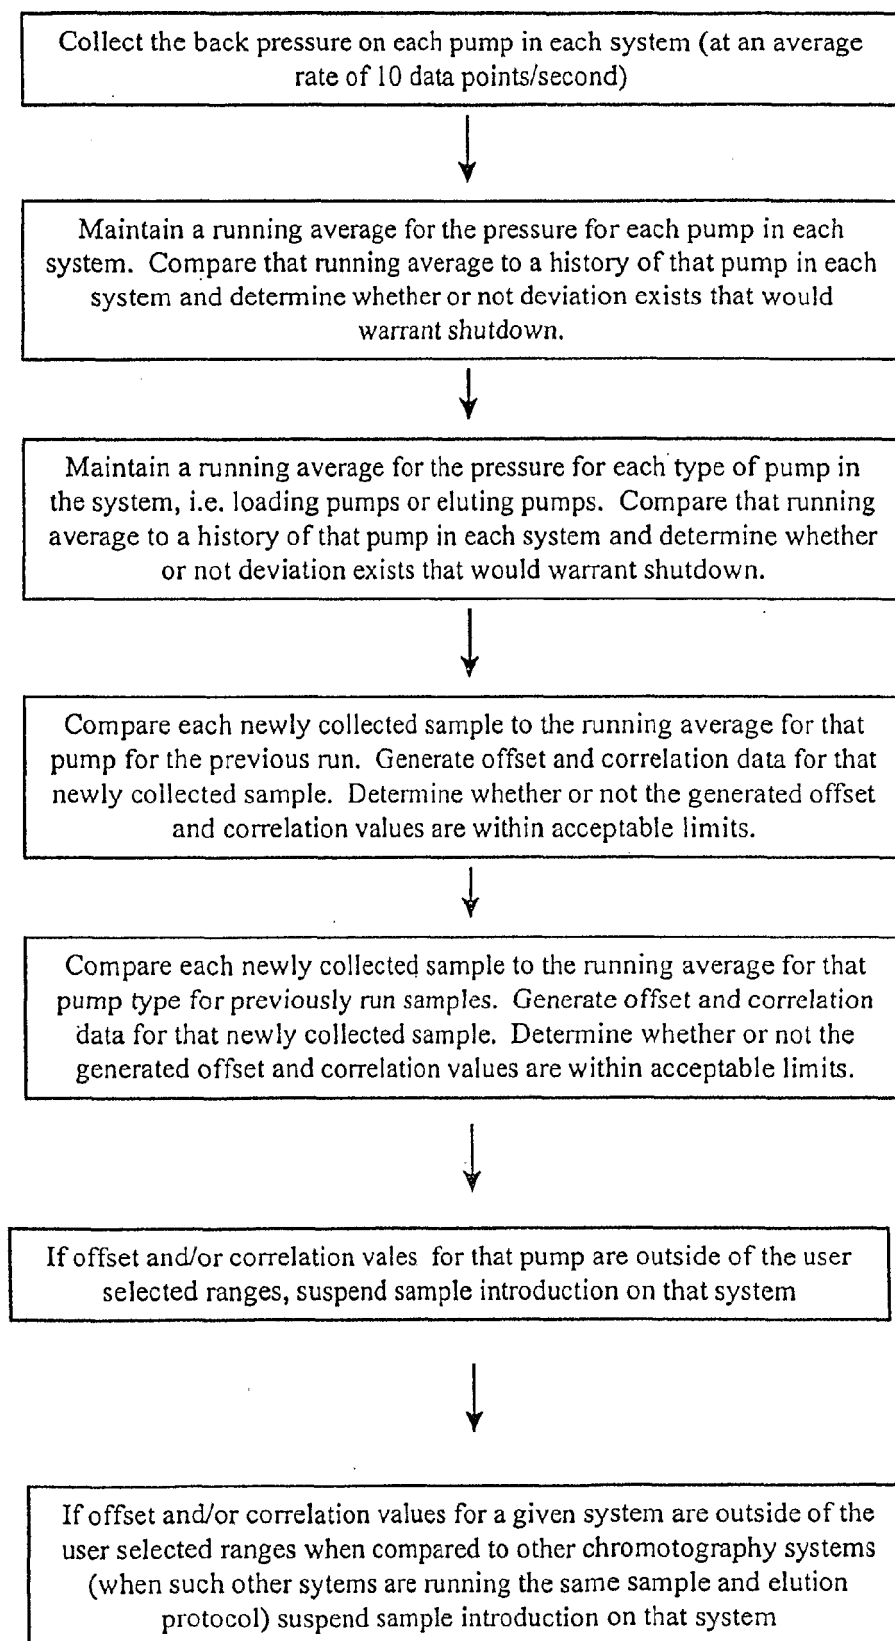 Collect the back pressure on each pump in each system (at an average
rate of 10 data points/second)
Maintain a running average for the pressure for each pump in each
system. Compare that running average to a history of that pump in each
system and determine whether or not deviation exists that would
warrant shutdown.
Maintain a running average for the pressure for each type of pump in
the system, i.e. loading pumps or eluting pumps. Compare that running
average to a history of that pump in each system and determine whether
or not deviation exists that would warrant shutdown.
Compare each newly collected sample to the running average for that
pump for the previous run. Generate offset and correlation data for that
newly collected sample. Determine whether or not the generated offset
and correlation values are within acceptable limits.
Compare each newly collected sample to the running average for that
pump type for previously run samples. Generate offset and correlation
data for that newly collected sample. Determine whether or not the
generated offset and correlation values are within acceptable limits.
If offset and/or correlation vales for that pump are outside of the user
selected ranges, suspend sample introduction on that system
If offset and/or correlation values for a given system are outside of the
user selected ranges when compared to other chromotography systems
(when such other sytems are running the same sample and elution
protocol) suspend sample introduction on that system